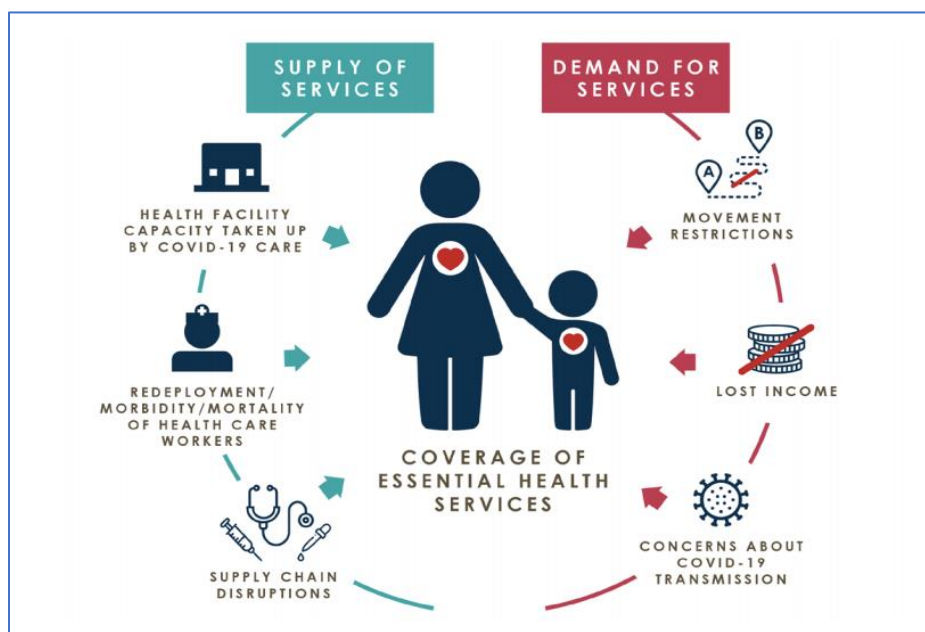 SUPPLY OF
SERVICES
DEMAND FOR
SERVICES
HEALTH FACILITY
CAPACITY TAKEN UP
BY COVID-19 CARE
REDEPLOYMENT/
MORBIDITY/MORTALITY
OF HEALTH CARE
WORKERS
SUPPLY CHAIN
DISRUPTIONS
COVERAGE OF
ESSENTIAL HEALTH
SERVICES
A
B
MOVEMENT
RESTRICTIONS
LOST INCOME
CONCERNS ABOUT
COVID-19
TRANSMISSION